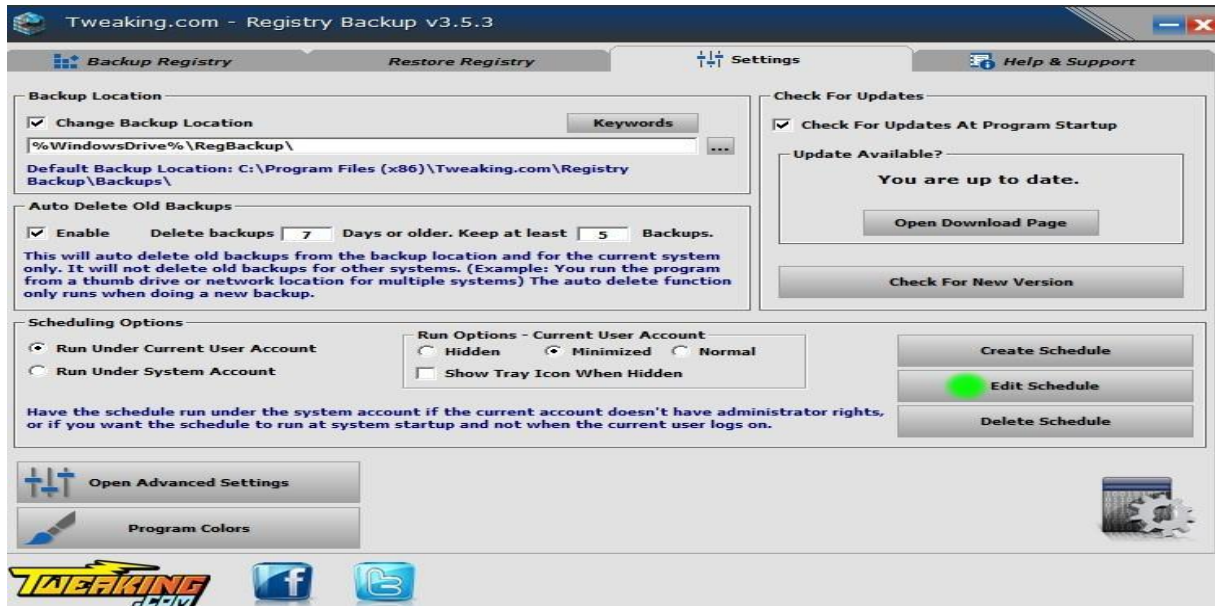 Tweaking.com - Registry Backup v3.5.3
Backup Registry
Restore Registry
Settings
Help & Support
Backup Location
Change Backup Location
Keywords
%WindowsDrive%\RegBackup\
...
Default Backup Location: C:\Program Files (x86)\Tweaking.com\Registry
Backup\Backups\
Auto Delete Old Backups
Enable Delete backups 7 Days or older. Keep at least 5 Backups.
This will auto delete old backups from the backup location and for the current system
only. It will not delete old backups for other systems. (Example: You run the program
from a thumb drive or network location for multiple systems) The auto delete function
only runs when doing a new backup.
Check For Updates
Check For Updates At Program Startup
Update Available?
You are up to date.
Open Download Page
Check For New Version
Scheduling Options
Run Under Current User Account
Run Under System Account
Run Options - Current User Account
Hidden Minimized Normal
Show Tray Icon When Hidden
Have the schedule run under the system account if the current account doesn't have administrator rights,
or if you want the schedule to run at system startup and not when the current user logs on.
Create Schedule
Edit Schedule
Delete Schedule
Open Advanced Settings
Program Colors
TWEAKING
.COM